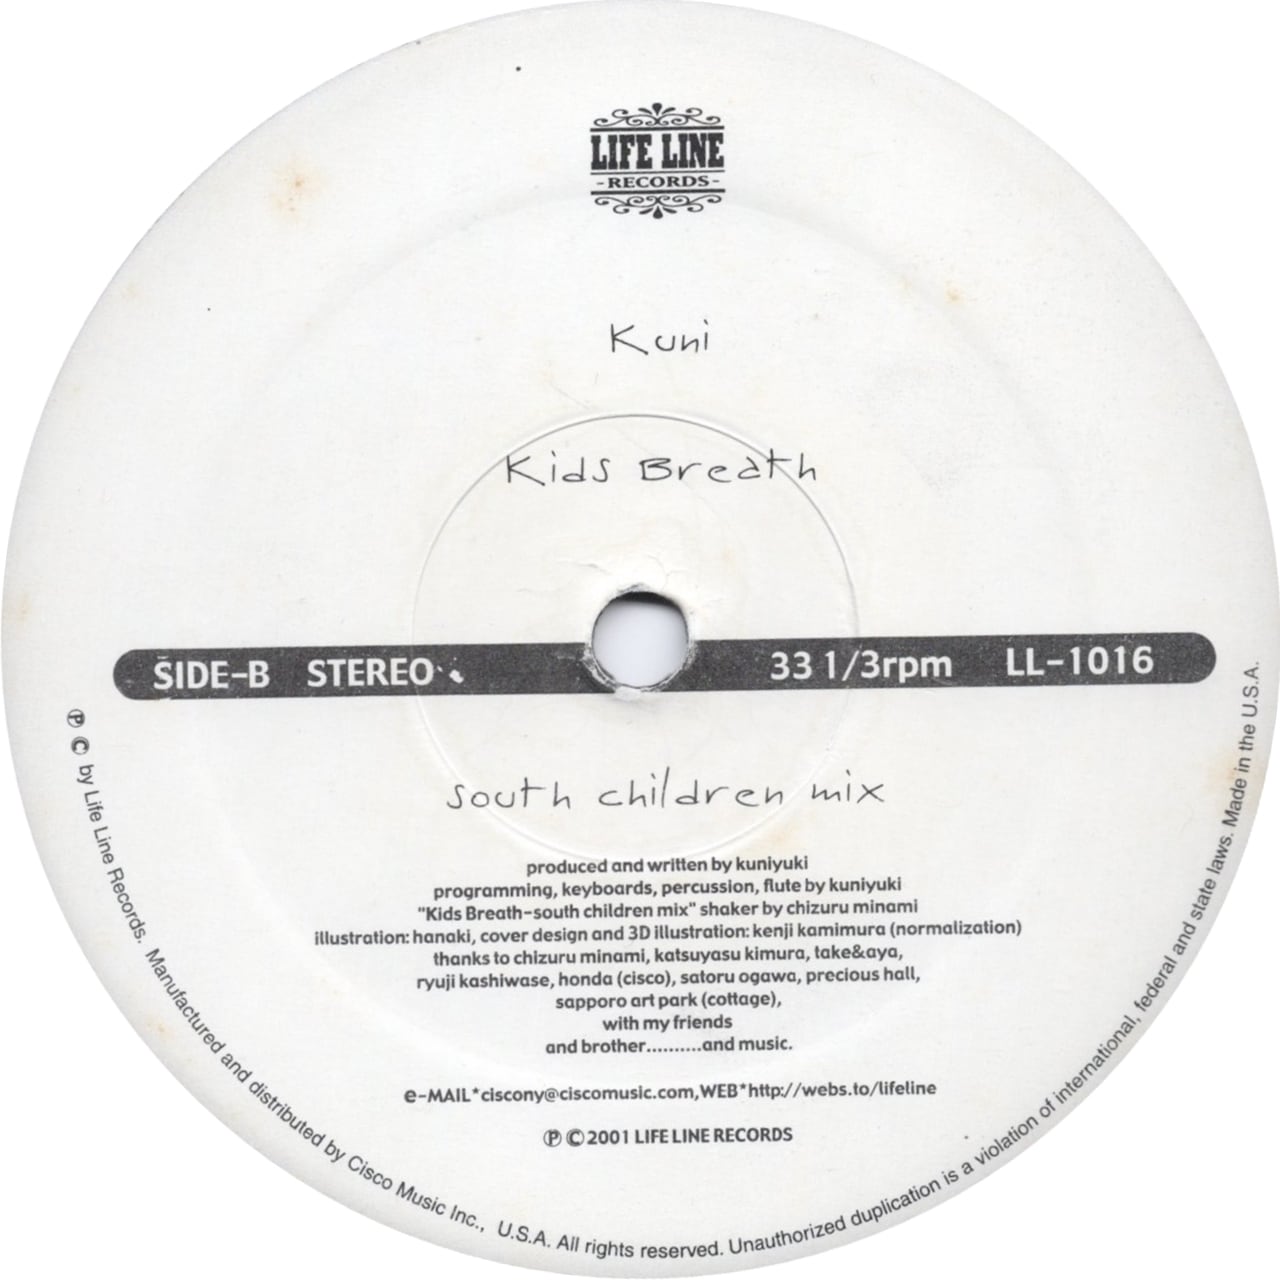 LIFE LINE
-RECORDS-
Kuni
Kids Breath
SIDE-B STEREO 33 1/3rpm LL-1016
south children mix
produced and written by kuniyuki
programming, keyboards, percussion, flute by kuniyuki
"Kids Breath-south children mix" shaker by chizuru minami
illustration: hanaki, cover design and 3D illustration: kenji kamimura (normalization)
thanks to chizuru minami, katsuyasu kimura, take&aya,
ryuji kashiwase, honda (cisco), satoru ogawa, precious hall,
sapporo art park (cottage),
with my friends
and brother..........and music.
e-MAIL*ciscony@ciscomusic.com,WEB*http://webs.to/lifeline
℗ © 2001 LIFE LINE RECORDS
℗ © by Life Line Records. Manufactured and distributed by Cisco Music Inc., U.S.A. All rights reserved. Unauthorized duplication is a violation of international, federal and state laws. Made in the U.S.A.